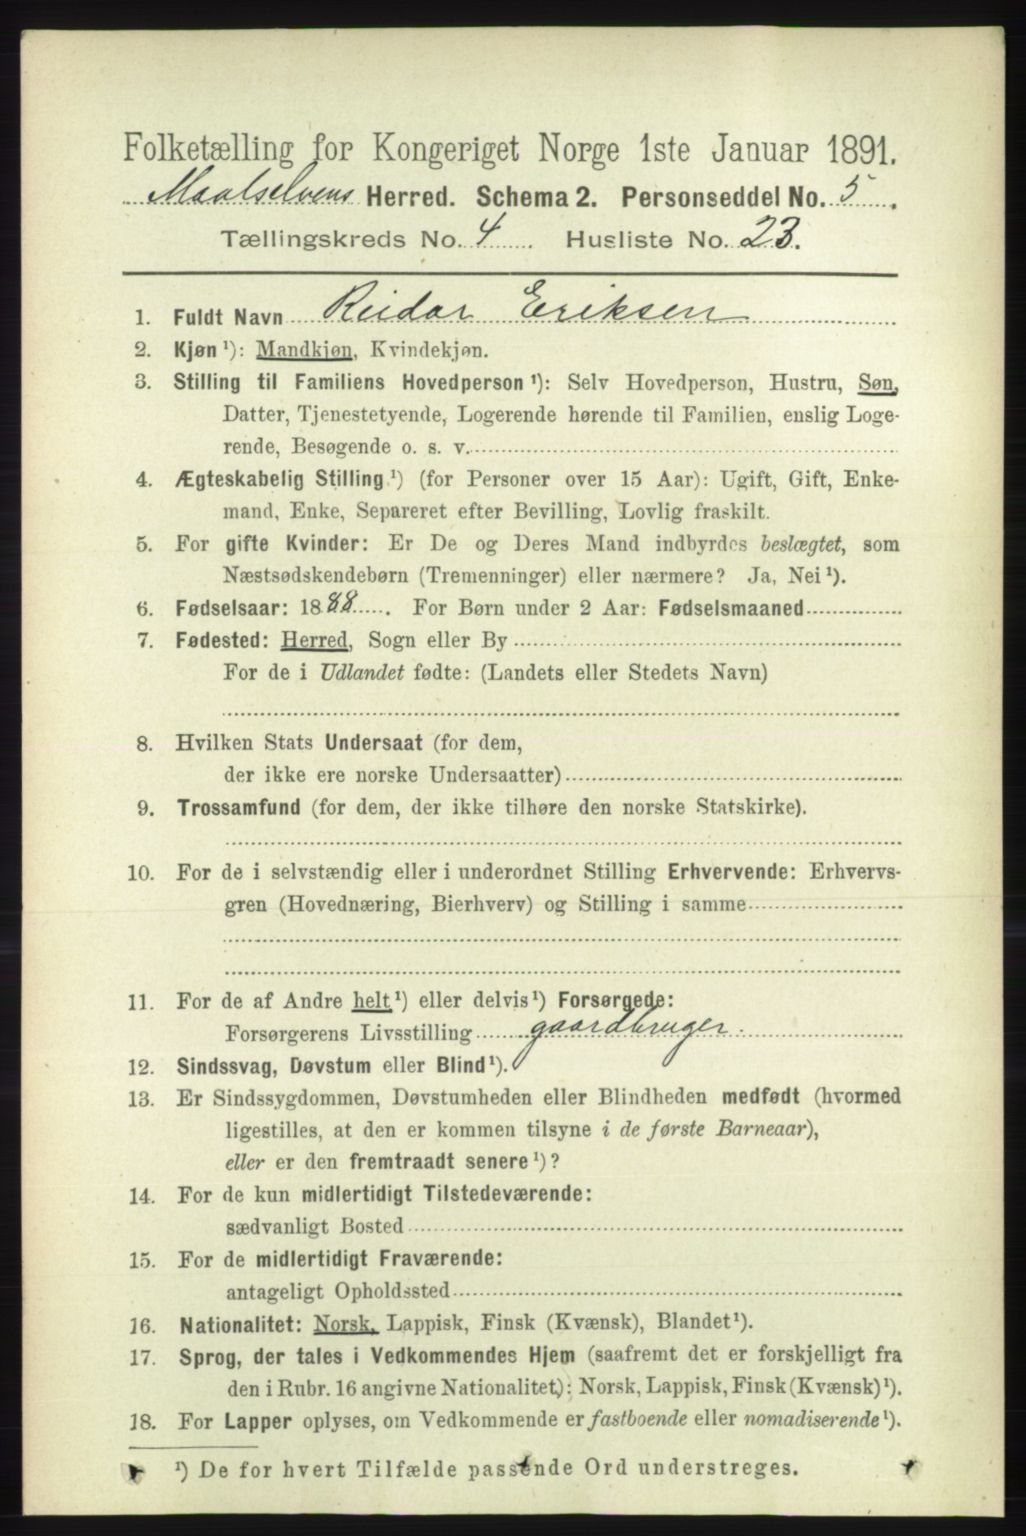 Folketælling for Kongeriget Norge 1ste Januar 1891.
Maalselvens Herred. Schema 2. Personseddel No. 5.
Tællingskreds No. 4. Husliste No. 23.
1. Fuldt Navn Reidar Eriksen
2. Kjøn ¹): Mandkjøn, Kvindekjøn.
3. Stilling til Familiens Hovedperson ¹): Selv Hovedperson, Hustru, Søn,
Datter, Tjenestetyende, Logerende hørende til Familien, enslig Loge-
rende, Besøgende o. s. v.
4. Ægteskabelig Stilling ¹) (for Personer over 15 Aar): Ugift, Gift, Enke-
mand, Enke, Separeret efter Bevilling, Lovlig fraskilt.
5. For gifte Kvinder: Er De og Deres Mand indbyrdes beslægtet, som
Næstsødskendebørn (Tremenninger) eller nærmere? Ja, Nei ¹).
6. Fødselsaar: 1888. For Børn under 2 Aar: Fødselsmaaned
7. Fødested: Herred, Sogn eller By
For de i Udlandet fødte: (Landets eller Stedets Navn)
8. Hvilken Stats Undersaat (for dem,
der ikke ere norske Undersaatter)
9. Trossamfund (for dem, der ikke tilhøre den norske Statskirke).
10. For de i selvstændig eller i underordnet Stilling Erhvervende: Erhvervs-
gren (Hovednæring, Bierhverv) og Stilling i samme
11. For de af Andre helt ¹) eller delvis ¹) Forsørgede:
Forsørgerens Livsstilling gaardbruger.
12. Sindssvag, Døvstum eller Blind ¹).
13. Er Sindssygdommen, Døvstumheden eller Blindheden medfødt (hvormed
ligestilles, at den er kommen tilsyne i de første Barneaar),
eller er den fremtraadt senere ¹)?
14. For de kun midlertidigt Tilstedeværende:
sædvanligt Bosted
15. For de midlertidigt Fraværende:
antageligt Opholdssted
16. Nationalitet: Norsk, Lappisk, Finsk (Kvænsk), Blandet ¹).
17. Sprog, der tales i Vedkommendes Hjem (saafremt det er forskjelligt fra
den i Rubr. 16 angivne Nationalitet): Norsk, Lappisk, Finsk (Kvænsk) ¹).
18. For Lapper oplyses, om Vedkommende er fastboende eller nomadiserende ¹).
¹) De for hvert Tilfælde passende Ord understreges.